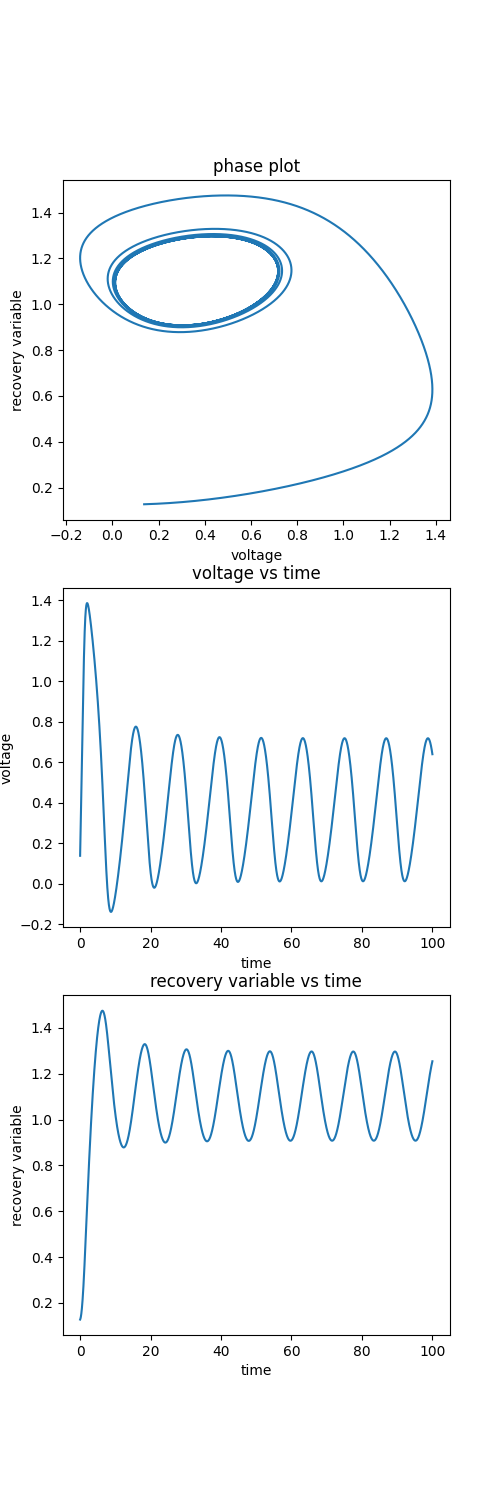 phase plot
1.4
1.2
1.0
0.8
0.6
0.4
0.2
recovery variable
−0.2 0.0 0.2 0.4 0.6 0.8 1.0 1.2 1.4
voltage
voltage vs time
1.4
1.2
1.0
0.8
0.6
0.4
0.2
0.0
−0.2
voltage
0 20 40 60 80 100
time
recovery variable vs time
1.4
1.2
1.0
0.8
0.6
0.4
0.2
recovery variable
0 20 40 60 80 100
time